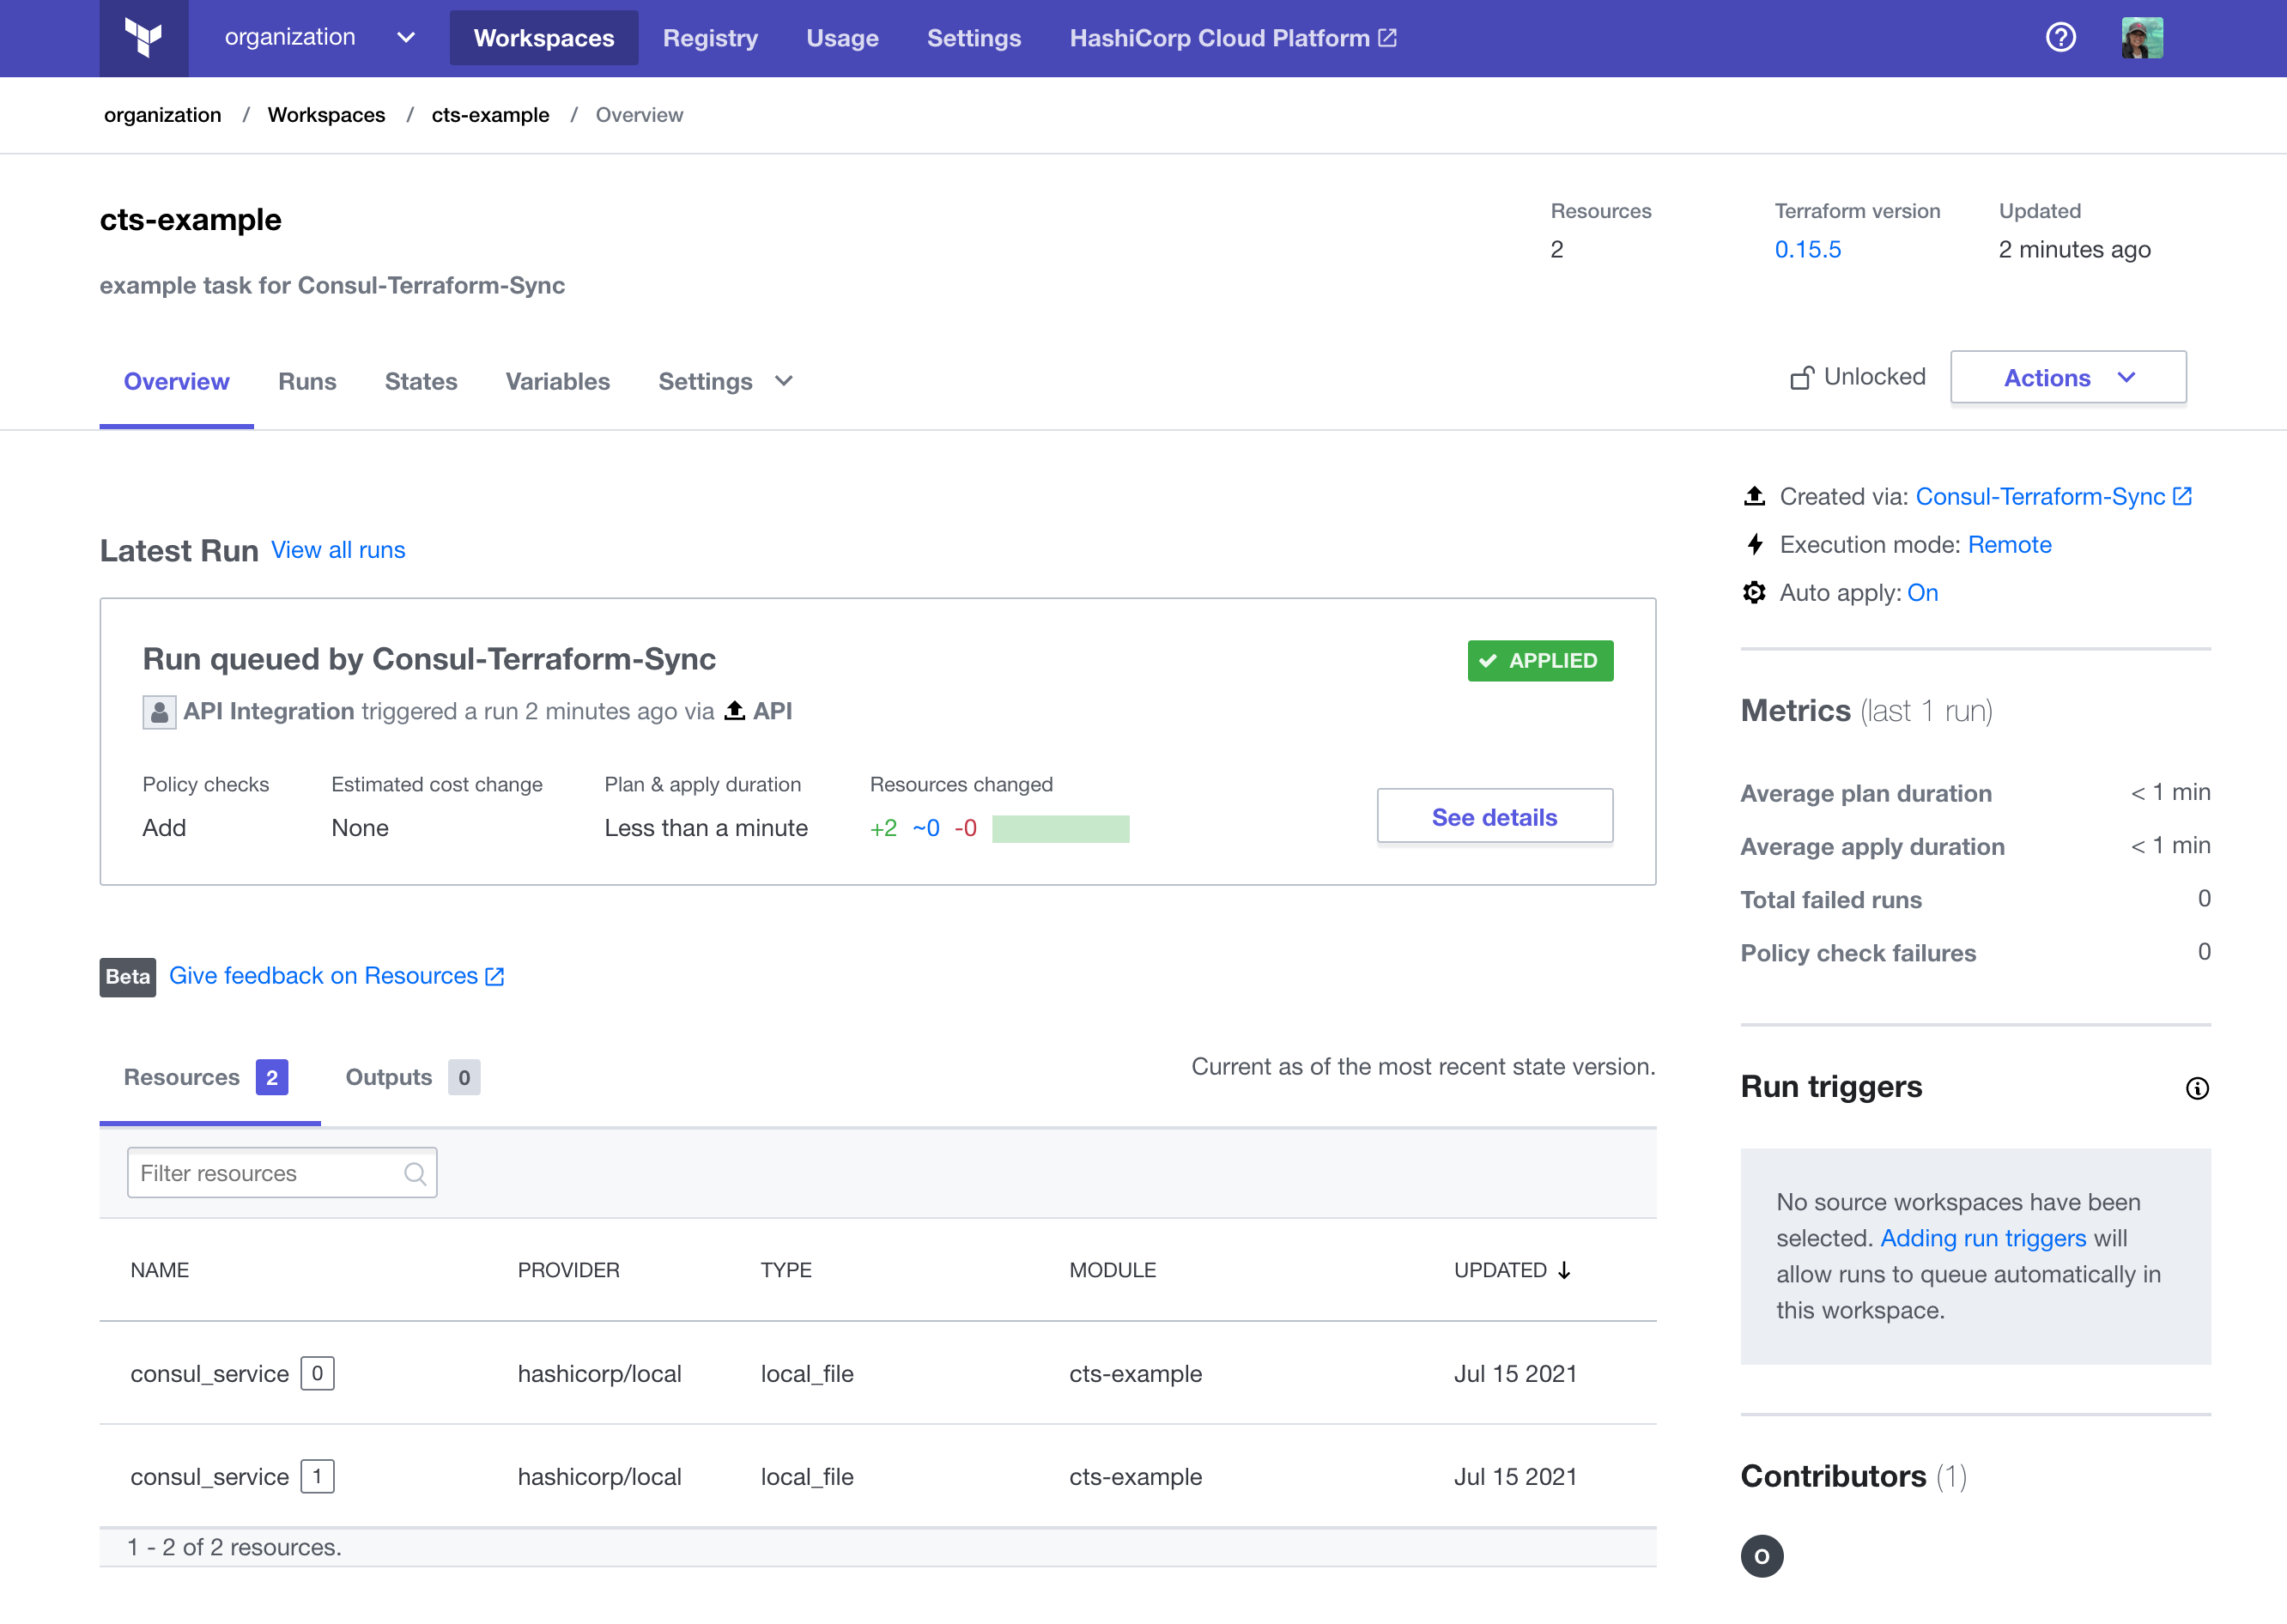 organization
Workspaces
Registry
Usage
Settings
HashiCorp Cloud Platform
organization / Workspaces / cts-example / Overview
cts-example
example task for Consul-Terraform-Sync
Resources
2
Terraform version
0.15.5
Updated
2 minutes ago
Overview
Runs
States
Variables
Settings
Unlocked
Actions
Latest Run View all runs
Run queued by Consul-Terraform-Sync
APPLIED
API Integration triggered a run 2 minutes ago via API
Policy checks
Add
Estimated cost change
None
Plan & apply duration
Less than a minute
Resources changed
+2 ~0 -0
See details
Beta Give feedback on Resources
Resources 2
Outputs 0
Current as of the most recent state version.
Filter resources
NAME PROVIDER TYPE MODULE UPDATED
consul_service 0 hashicorp/local local_file cts-example Jul 15 2021
consul_service 1 hashicorp/local local_file cts-example Jul 15 2021
1 - 2 of 2 resources.
Created via: Consul-Terraform-Sync
Execution mode: Remote
Auto apply: On
Metrics (last 1 run)
Average plan duration < 1 min
Average apply duration < 1 min
Total failed runs 0
Policy check failures 0
Run triggers
No source workspaces have been
selected. Adding run triggers will
allow runs to queue automatically in
this workspace.
Contributors (1)
O